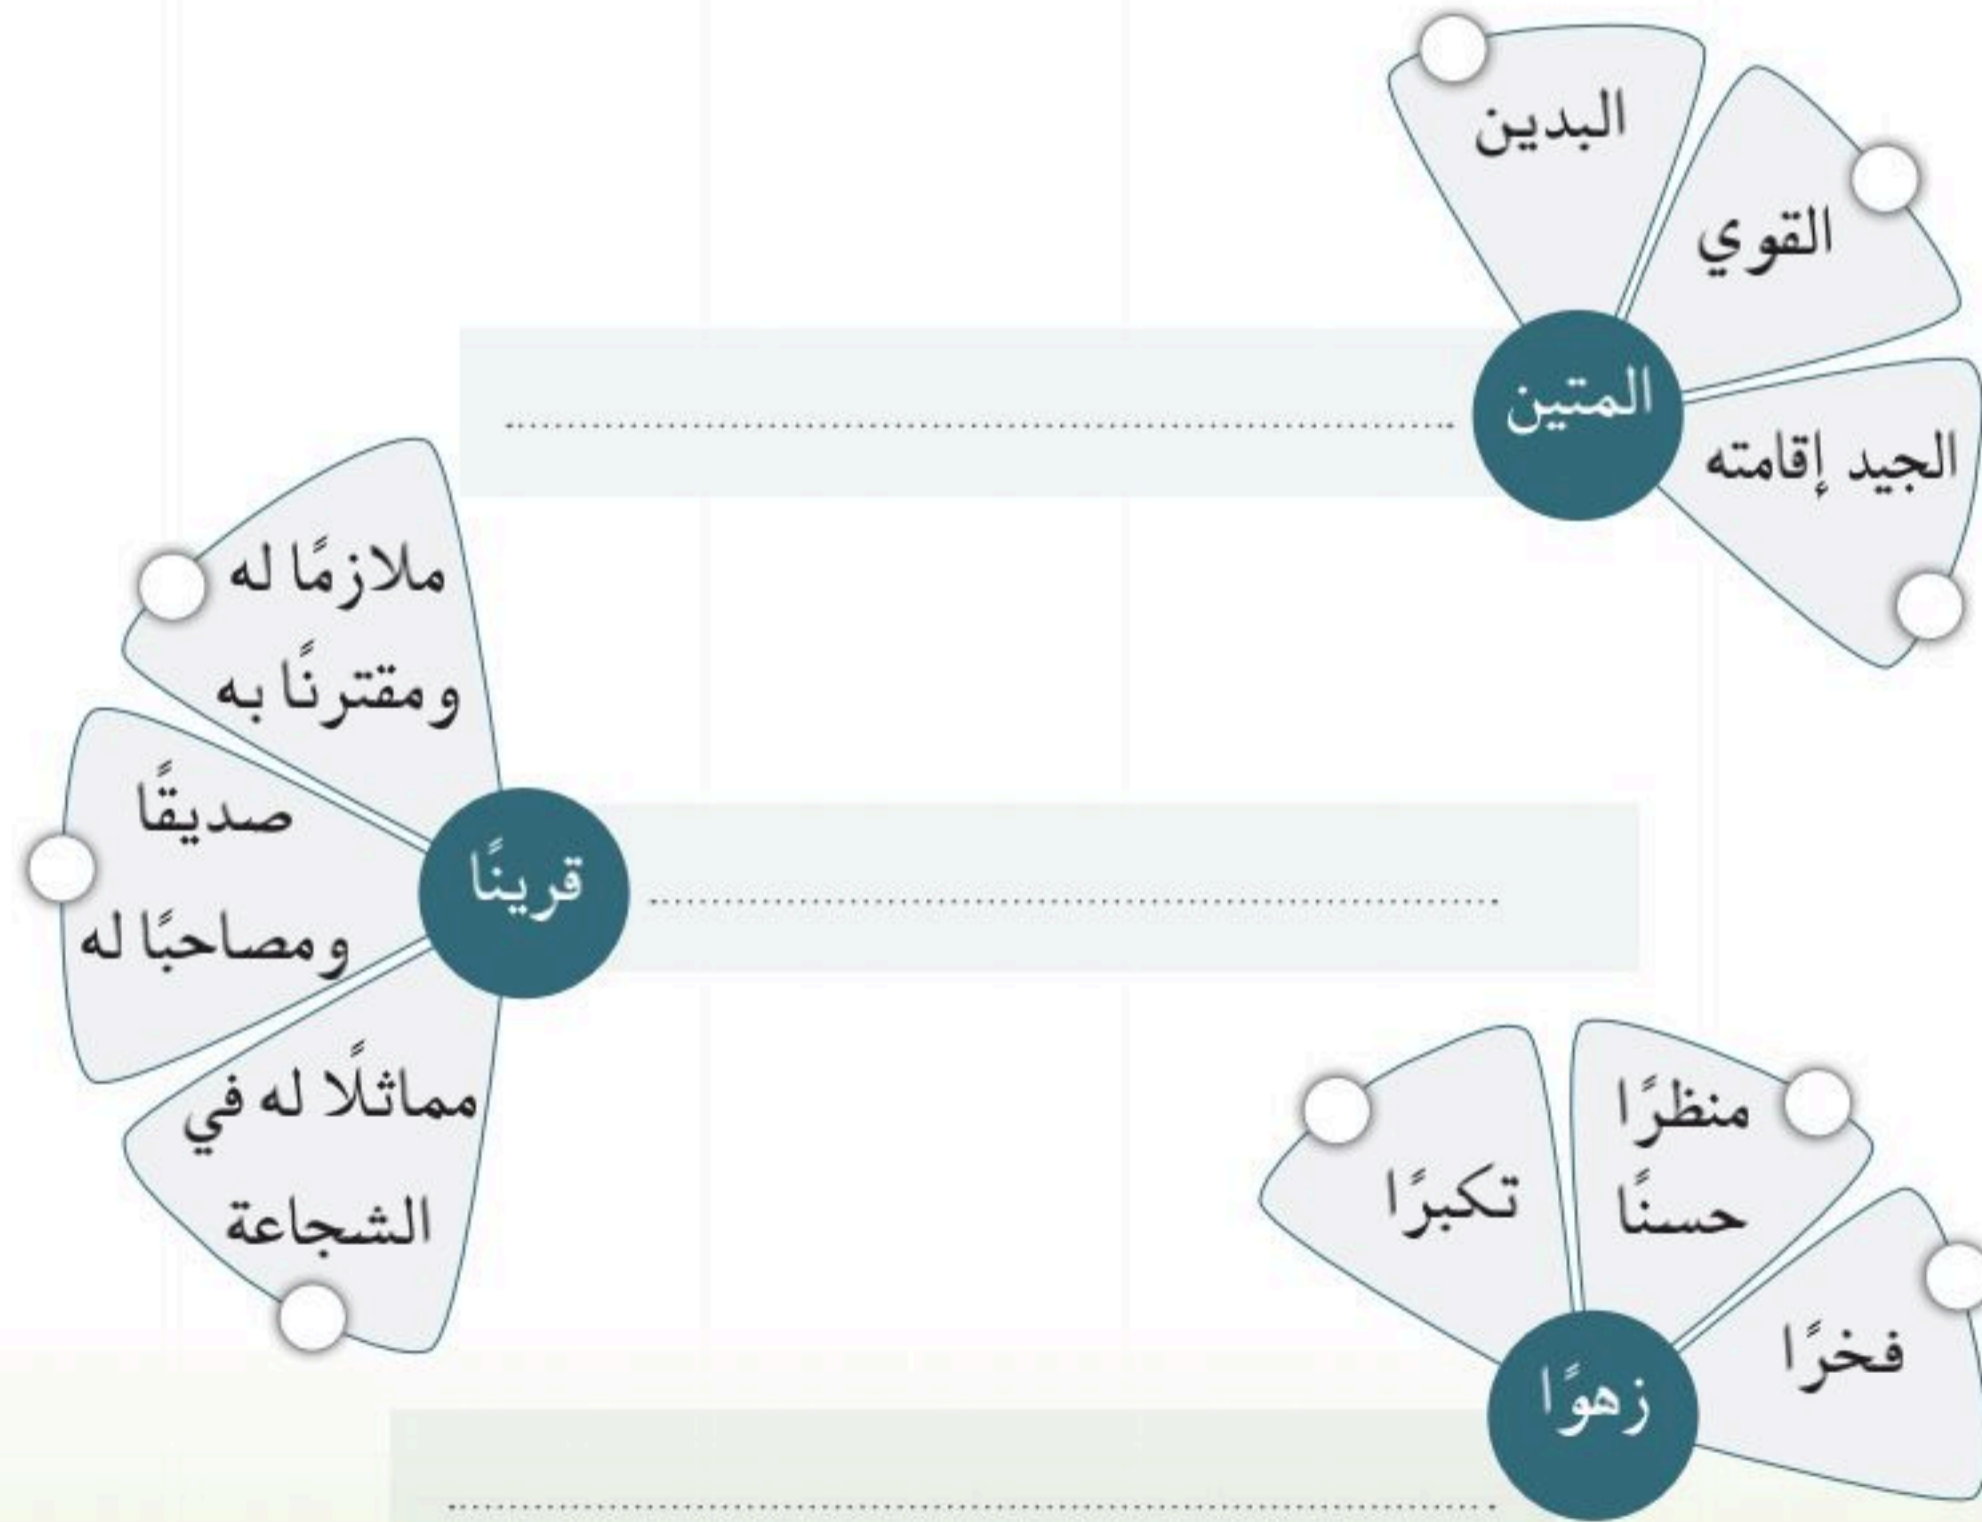 البدين
القوي
المتين
الجيد إقامته
ملازمًا له
ومقترنًا به
صديقًا
ومصاحبًا له
قرينًا
مماثلًا له في
الشجاعة
منظرًا
حسنًا
تكبرًا
فخرًا
زهوًا